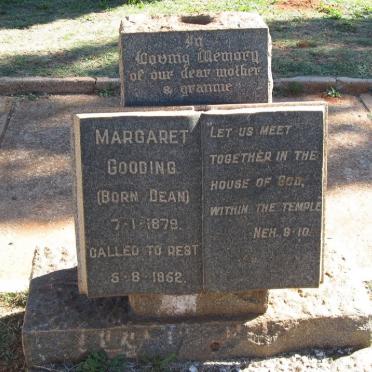 In
Loving Memory
of our dear mother
& grannie
MARGARET
GOODING
(BORN DEAN)
7-1-1879.
CALLED TO REST
5-8-1962.
LET US MEET
TOGETHER IN THE
HOUSE OF GOD,
WITHIN THE TEMPLE
NEH. 6-10.